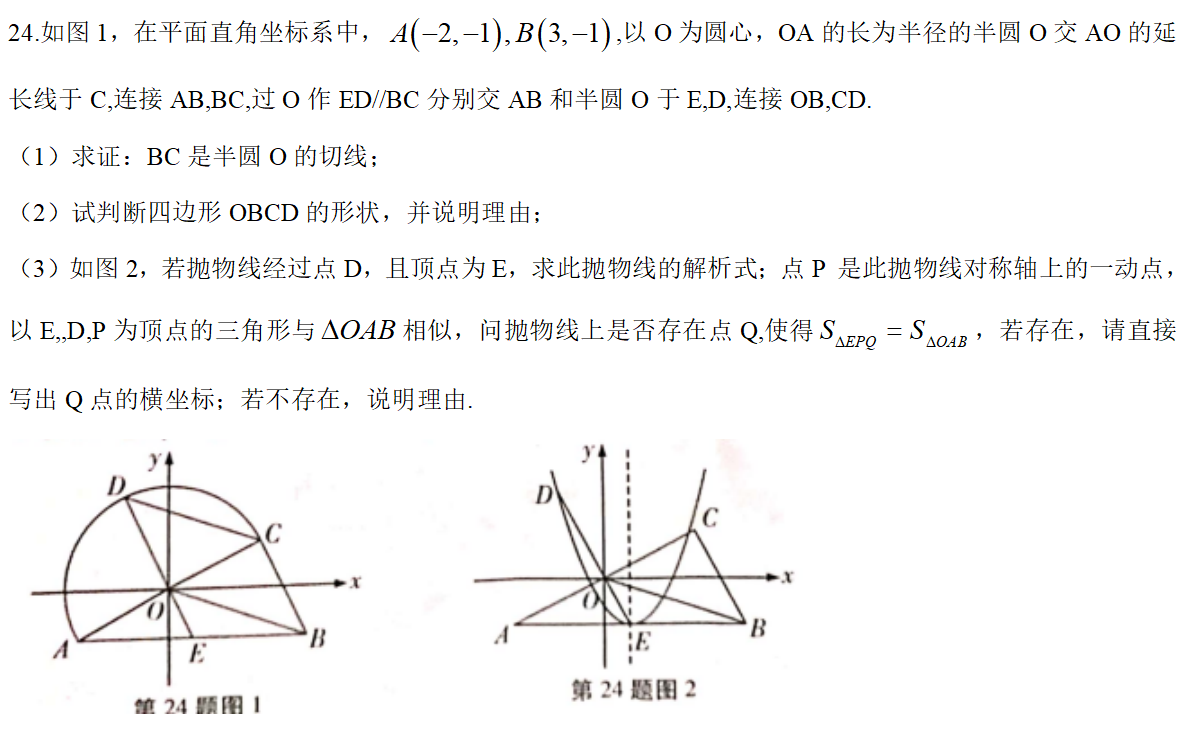 24.如图 1，在平面直角坐标系中， A(−2,−1),B(3,−1),以 O 为圆心，OA 的长为半径的半圆 O 交 AO 的延
长线于 C,连接 AB,BC,过 O 作 ED//BC 分别交 AB 和半圆 O 于 E,D,连接 OB,CD.
（1）求证：BC 是半圆 O 的切线；
（2）试判断四边形 OBCD 的形状，并说明理由；
（3）如图 2，若抛物线经过点 D，且顶点为 E，求此抛物线的解析式；点 P 是此抛物线对称轴上的一动点，
以 E,,D,P 为顶点的三角形与 ΔOAB 相似，问抛物线上是否存在点 Q,使得 S_{ΔEPQ} = S_{ΔOAB}，若存在，请直接
写出 Q 点的横坐标；若不存在，说明理由.
y
D
C
x
O
A
E
B
第 24 题图 1
y
D
C
x
O
A
E
B
第 24 题图 2